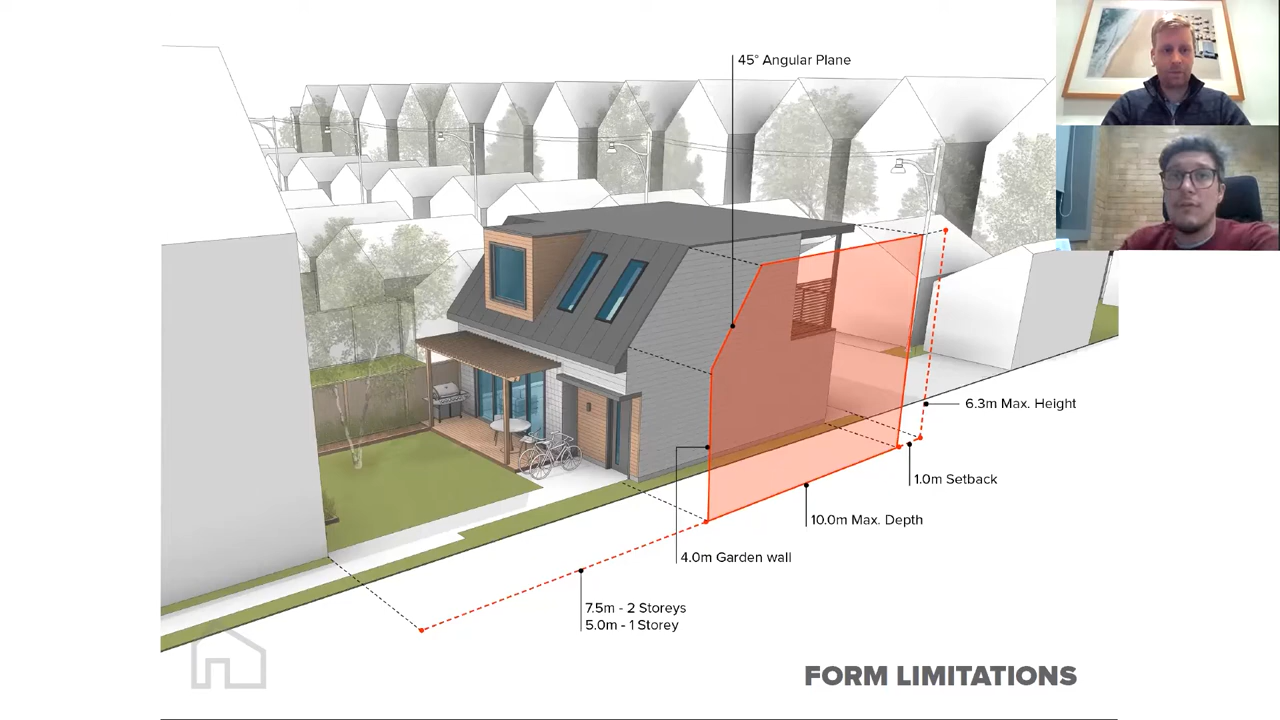 45° Angular Plane
6.3m Max. Height
1.0m Setback
10.0m Max. Depth
4.0m Garden wall
7.5m - 2 Storeys
5.0m - 1 Storey
FORM LIMITATIONS